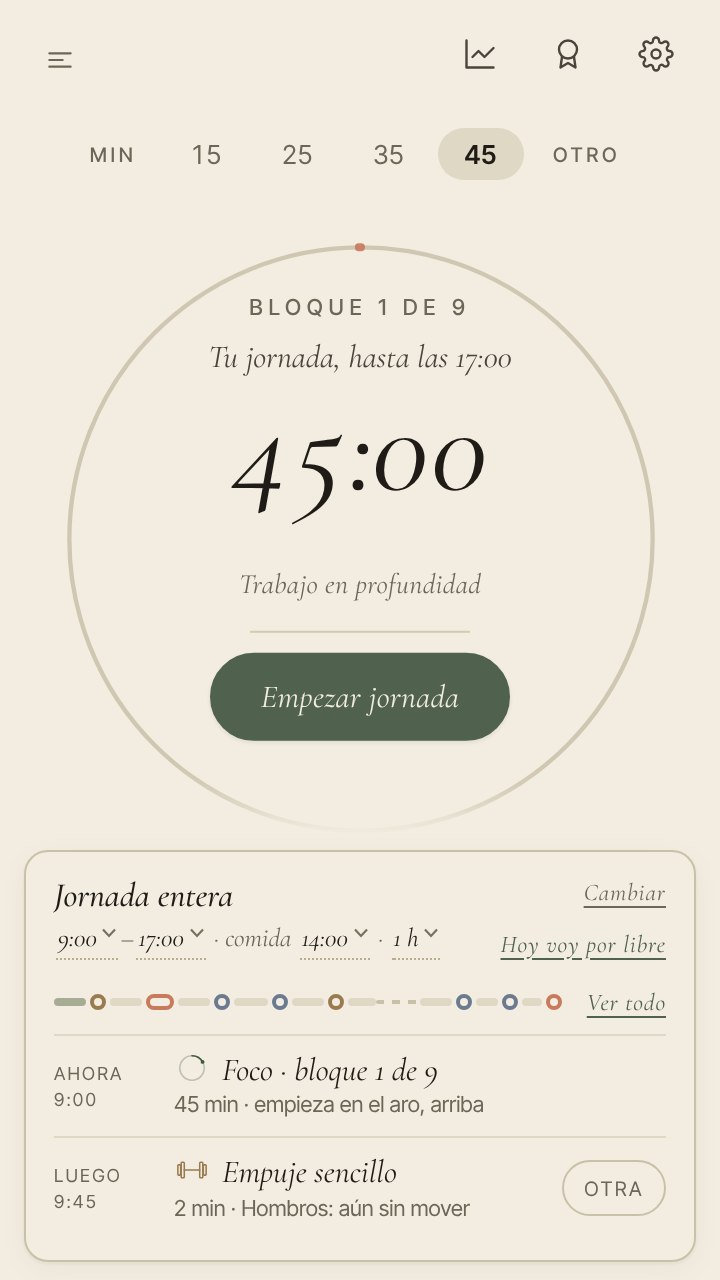 MIN 15 25 35 45 OTRO
BLOQUE 1 DE 9
Tu jornada, hasta las 17:00
45:00
Trabajo en profundidad
Empezar jornada
Jornada entera
Cambiar
9:00 – 17:00 · comida 14:00 · 1 h
Hoy voy por libre
Ver todo
AHORA
9:00
Foco · bloque 1 de 9
45 min · empieza en el aro, arriba
LUEGO
9:45
Empuje sencillo
2 min · Hombros: aún sin mover
OTRA